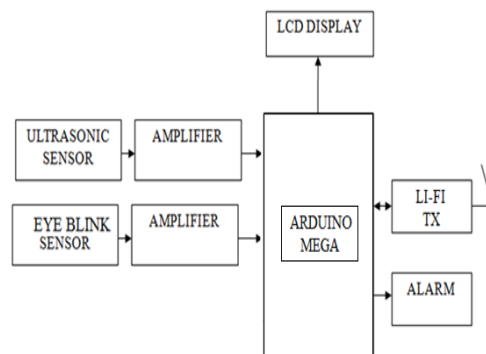 LCD DISPLAY
ULTRASONIC
SENSOR
AMPLIFIER
EYE BLINK
SENSOR
AMPLIFIER
ARDUINO
MEGA
LI-FI
TX
ALARM